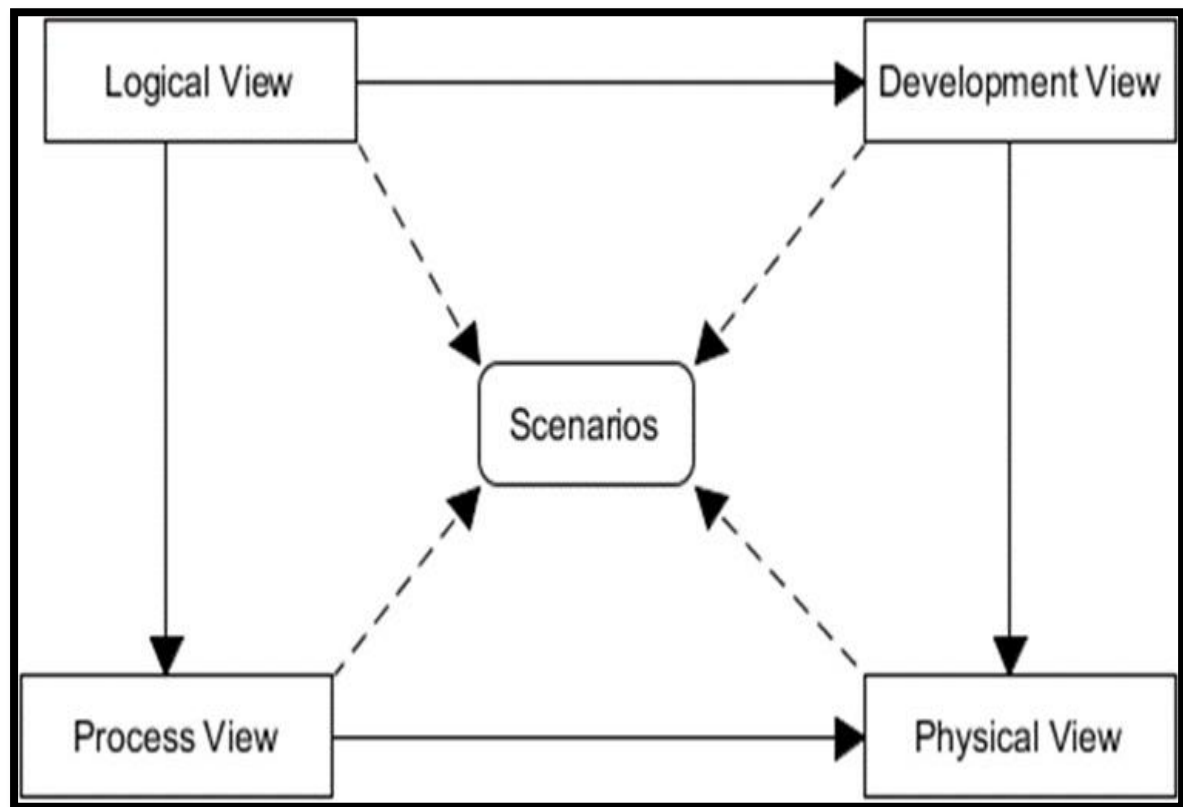 Logical View
Development View
Scenarios
Process View
Physical View